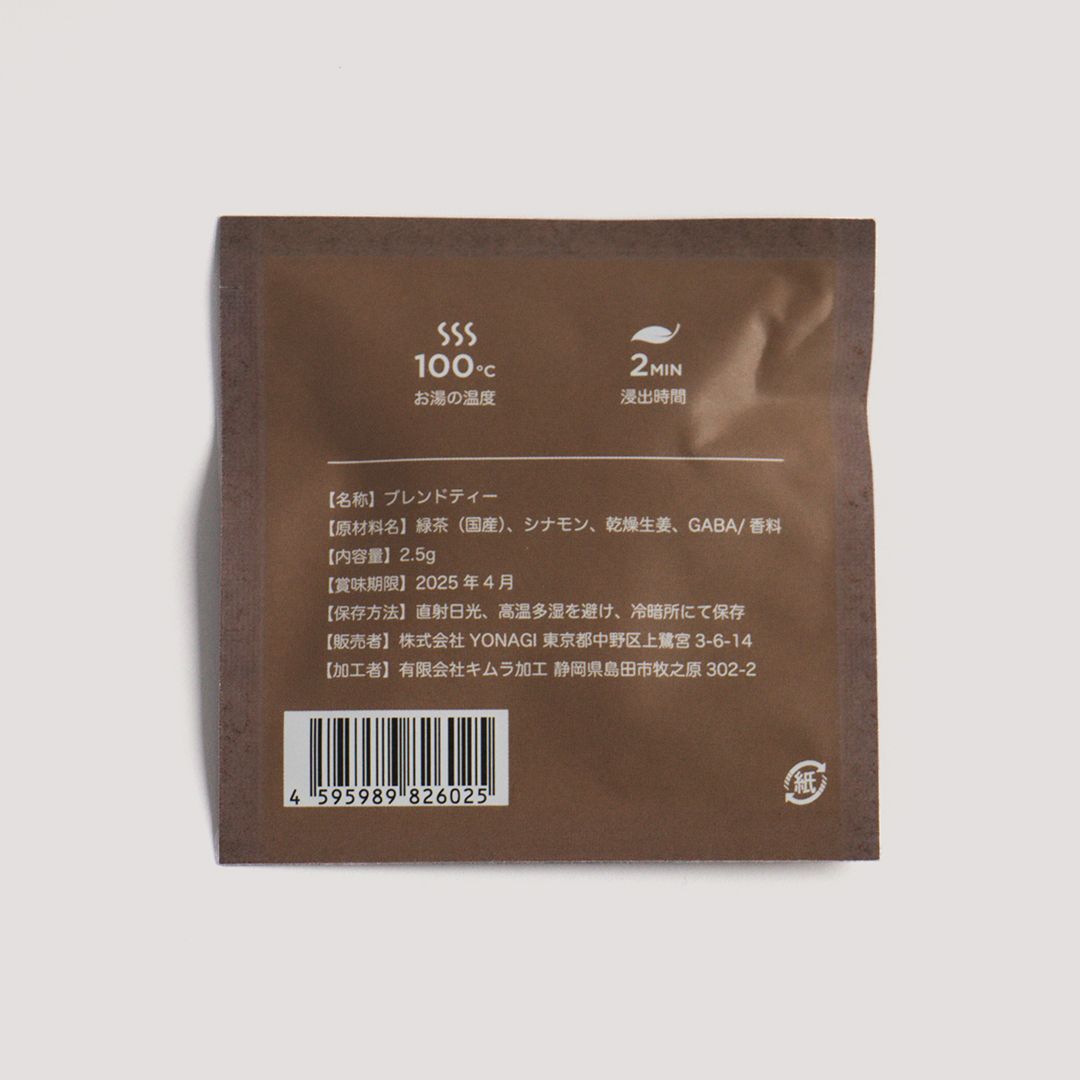 100℃
お湯の温度
2MIN
浸出時間
【名称】ブレンドティー
【原材料名】緑茶（国産）、シナモン、乾燥生姜、GABA/香料
【内容量】2.5g
【賞味期限】2025年4月
【保存方法】直射日光、高温多湿を避け、冷暗所にて保存
【販売者】株式会社 YONAGI 東京都中野区上鷺宮 3-6-14
【加工者】有限会社キムラ加工 静岡県島田市牧之原 302-2
4 595989 826025
紙